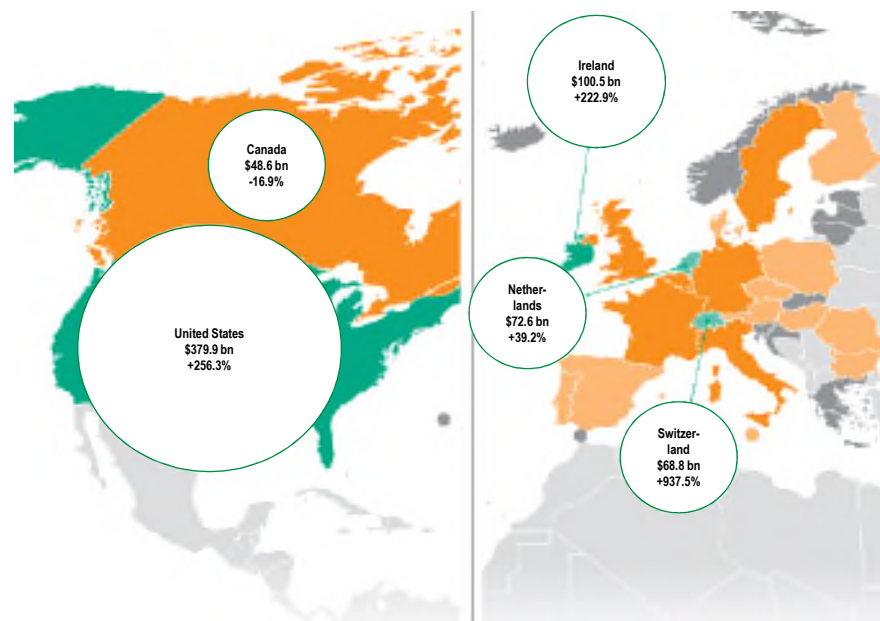 Canada
$48.6 bn
-16.9%
United States
$379.9 bn
+256.3%
Ireland
$100.5 bn
+222.9%
Nether-
lands
$72.6 bn
+39.2%
Switzer-
land
$68.8 bn
+937.5%